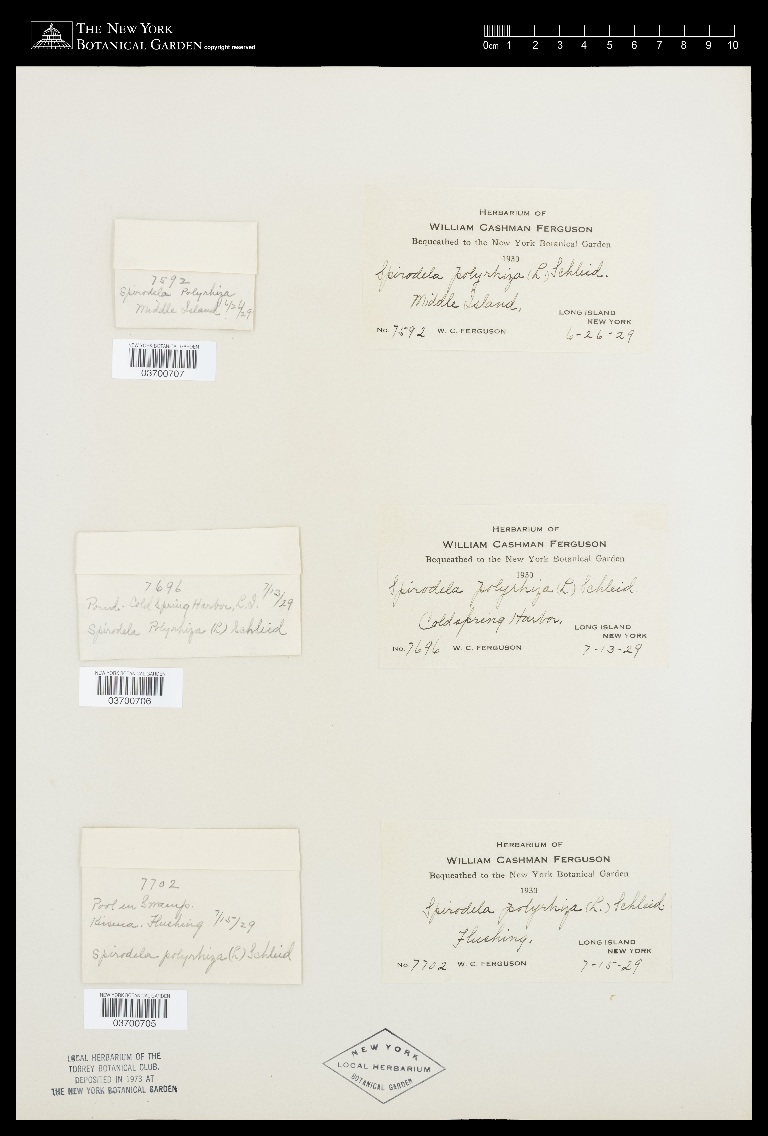 THE NEW YORK
BOTANICAL GARDEN copyright reserved
0cm 1 2 3 4 5 6 7 8 9 10
7592
Spirodela Polyrhiza
Middle Island 6/26/29
NEW YORK BOTANICAL GARDEN
03700707
HERBARIUM OF
WILLIAM CASHMAN FERGUSON
Bequeathed to the New York Botanical Garden
1930
Spirodela polyrhiza (L.) Schleid.
Middle Island,
LONG ISLAND
NEW YORK
No. 7592 W. C. FERGUSON 6-26-29
7696
Pond - Cold Spring Harbor, L.I. 7/13/29
Spirodela Polyrhiza (L) Schleid
NEW YORK BOTANICAL GARDEN
03700706
HERBARIUM OF
WILLIAM CASHMAN FERGUSON
Bequeathed to the New York Botanical Garden
1930
Spirodela polyrhiza (L) Schleid
Coldspring Harbor.
LONG ISLAND
NEW YORK
No. 7696 W. C. FERGUSON 7-13-29
7702
Pool in Swamp.
Flushing 7/15/29
Spirodela polyrhiza (L) Schleid
NEW YORK BOTANICAL GARDEN
03700705
HERBARIUM OF
WILLIAM CASHMAN FERGUSON
Bequeathed to the New York Botanical Garden
1930
Spirodela polyrhiza (L.) Schleid
Flushing.
LONG ISLAND
NEW YORK
No. 7702 W. C. FERGUSON 7-15-29
LOCAL HERBARIUM OF THE
TORREY BOTANICAL CLUB,
DEPOSITED IN 1973 AT
THE NEW YORK BOTANICAL GARDEN
NEW YORK
LOCAL HERBARIUM
BOTANICAL GARDEN